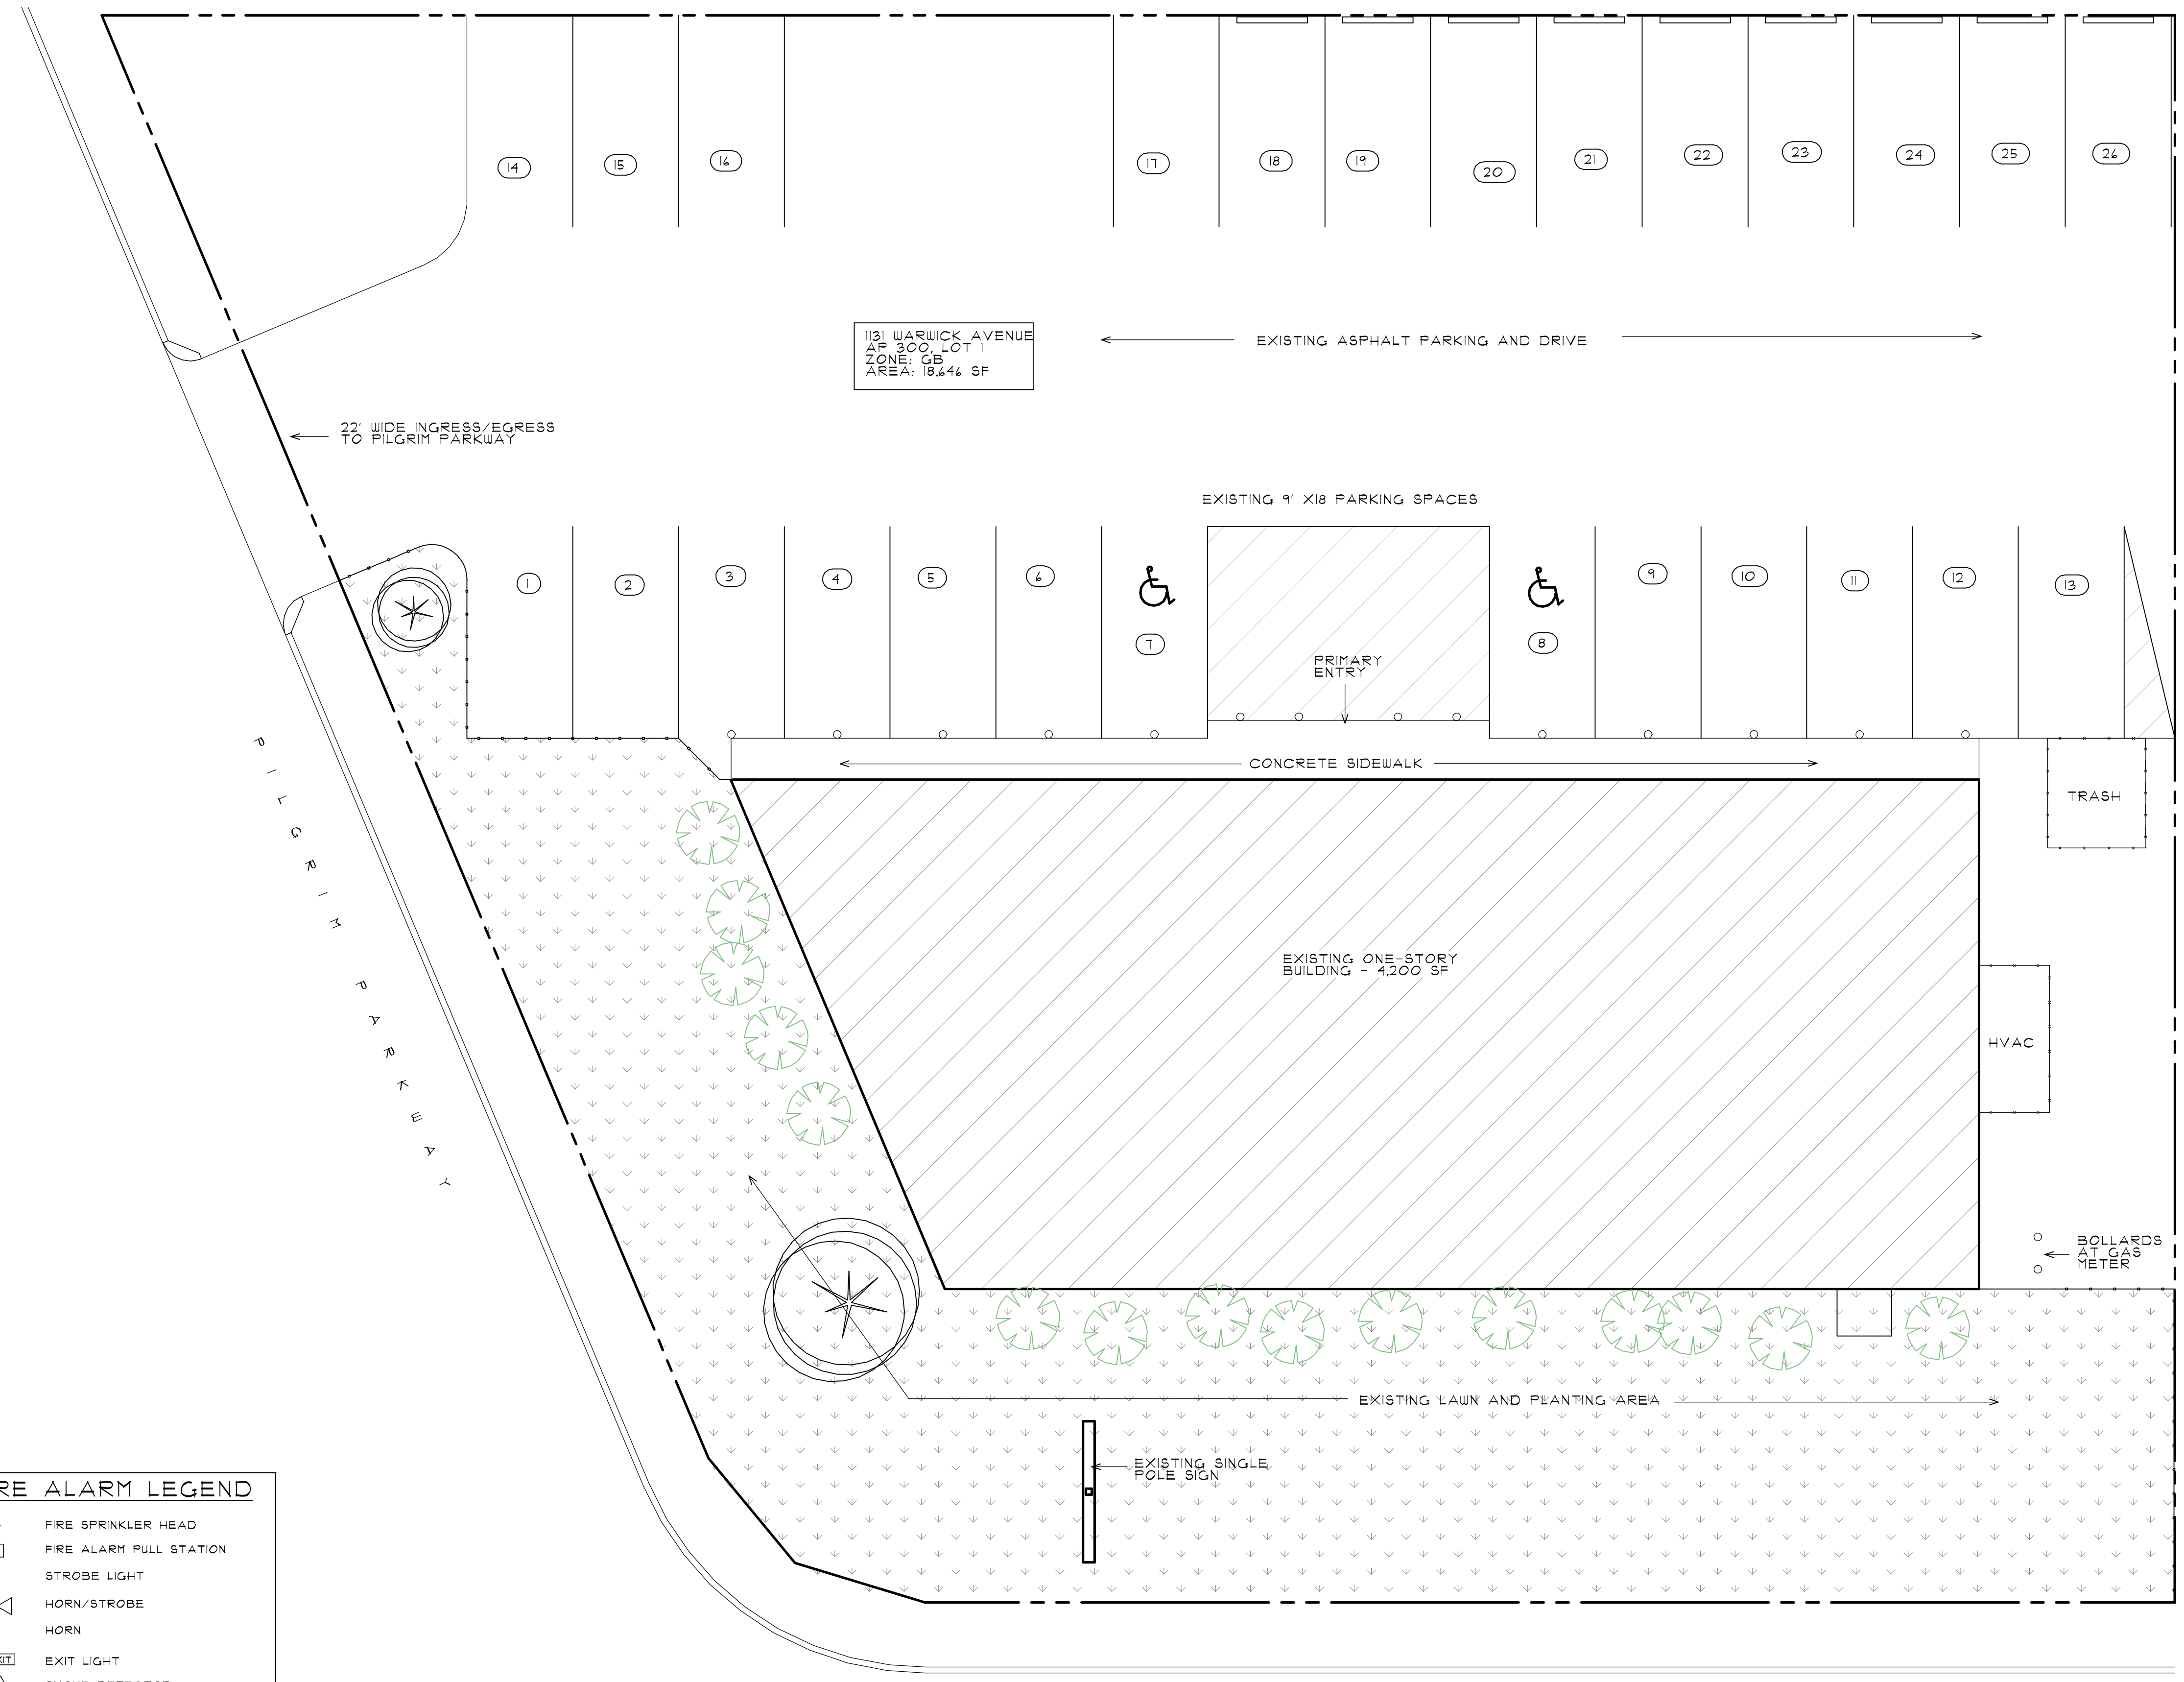 14
15
16
17
18
19
20
21
22
23
24
25
26
1131 WARWICK AVENUE
AP 300, LOT 1
ZONE: GB
AREA: 18,646 SF
EXISTING ASPHALT PARKING AND DRIVE
22' WIDE INGRESS/EGRESS
TO PILGRIM PARKWAY
EXISTING 9' X18 PARKING SPACES
1
2
3
4
5
6
7
8
9
10
11
12
13
PRIMARY
ENTRY
CONCRETE SIDEWALK
TRASH
PILGRIM PARKEAY
EXISTING ONE-STORY
BUILDING - 4,200 SF
HVAC
BOLLARDS
AT GAS
METER
EXISTING LAWN AND PLANTING AREA
EXISTING SINGLE
POLE SIGN
RE ALARM LEGEND
FIRE SPRINKLER HEAD
FIRE ALARM PULL STATION
STROBE LIGHT
HORN/STROBE
HORN
EXIT LIGHT